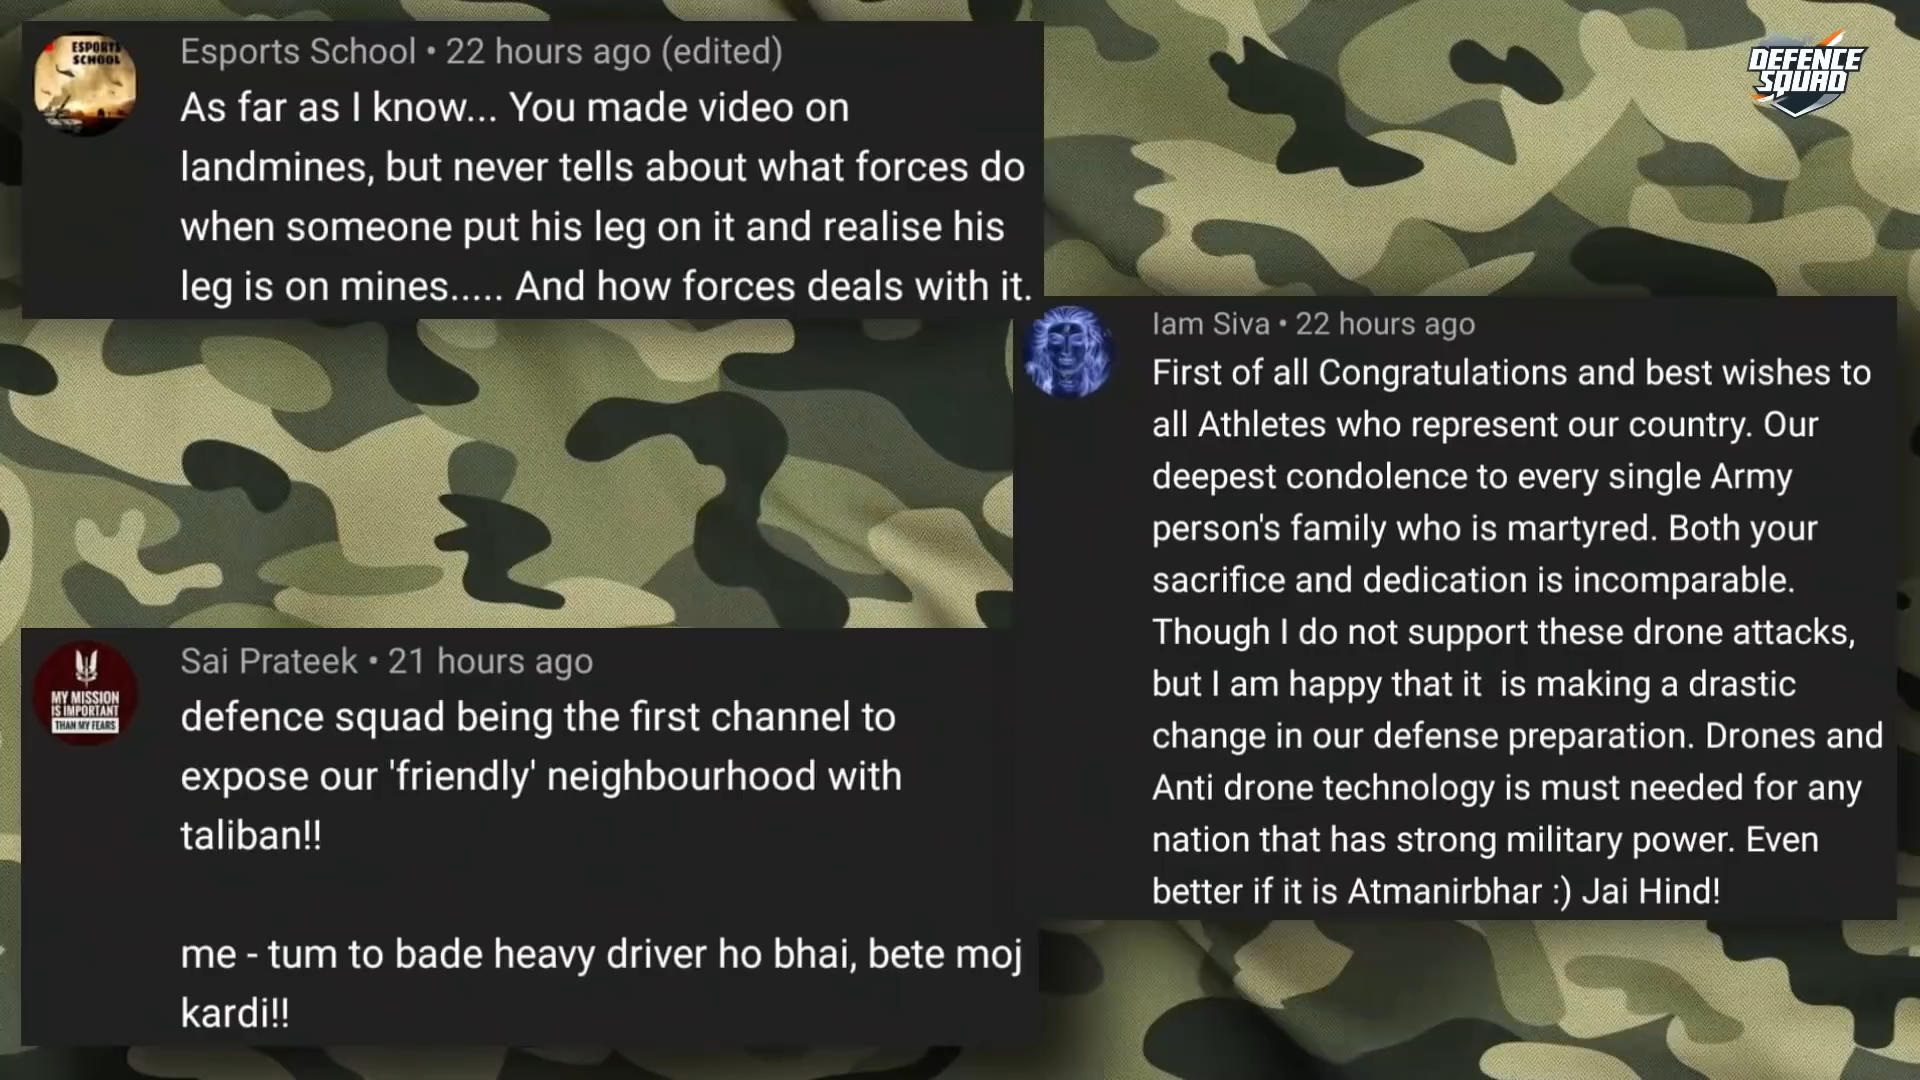 ESPORTS
SCHOOL
Esports School • 22 hours ago (edited)
As far as I know... You made video on
landmines, but never tells about what forces do
when someone put his leg on it and realise his
leg is on mines..... And how forces deals with it.
DEFENCE
SQUAD
Iam Siva • 22 hours ago
First of all Congratulations and best wishes to
all Athletes who represent our country. Our
deepest condolence to every single Army
person's family who is martyred. Both your
sacrifice and dedication is incomparable.
Though I do not support these drone attacks,
but I am happy that it  is making a drastic
change in our defense preparation. Drones and
Anti drone technology is must needed for any
nation that has strong military power. Even
better if it is Atmanirbhar :) Jai Hind!
MY MISSION
IS IMPORTANT
THAN MY FEARS
Sai Prateek • 21 hours ago
defence squad being the first channel to
expose our 'friendly' neighbourhood with
taliban!!
me - tum to bade heavy driver ho bhai, bete moj
kardi!!